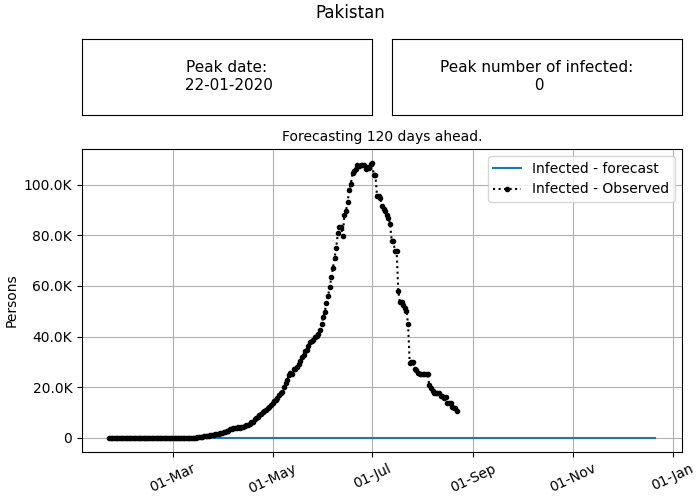 Pakistan
Peak date:
22-01-2020
Peak number of infected:
0
Forecasting 120 days ahead.
Infected - forecast
Infected - Observed
Persons
100.0K
80.0K
60.0K
40.0K
20.0K
0
01-Mar
01-May
01-Jul
01-Sep
01-Nov
01-Jan